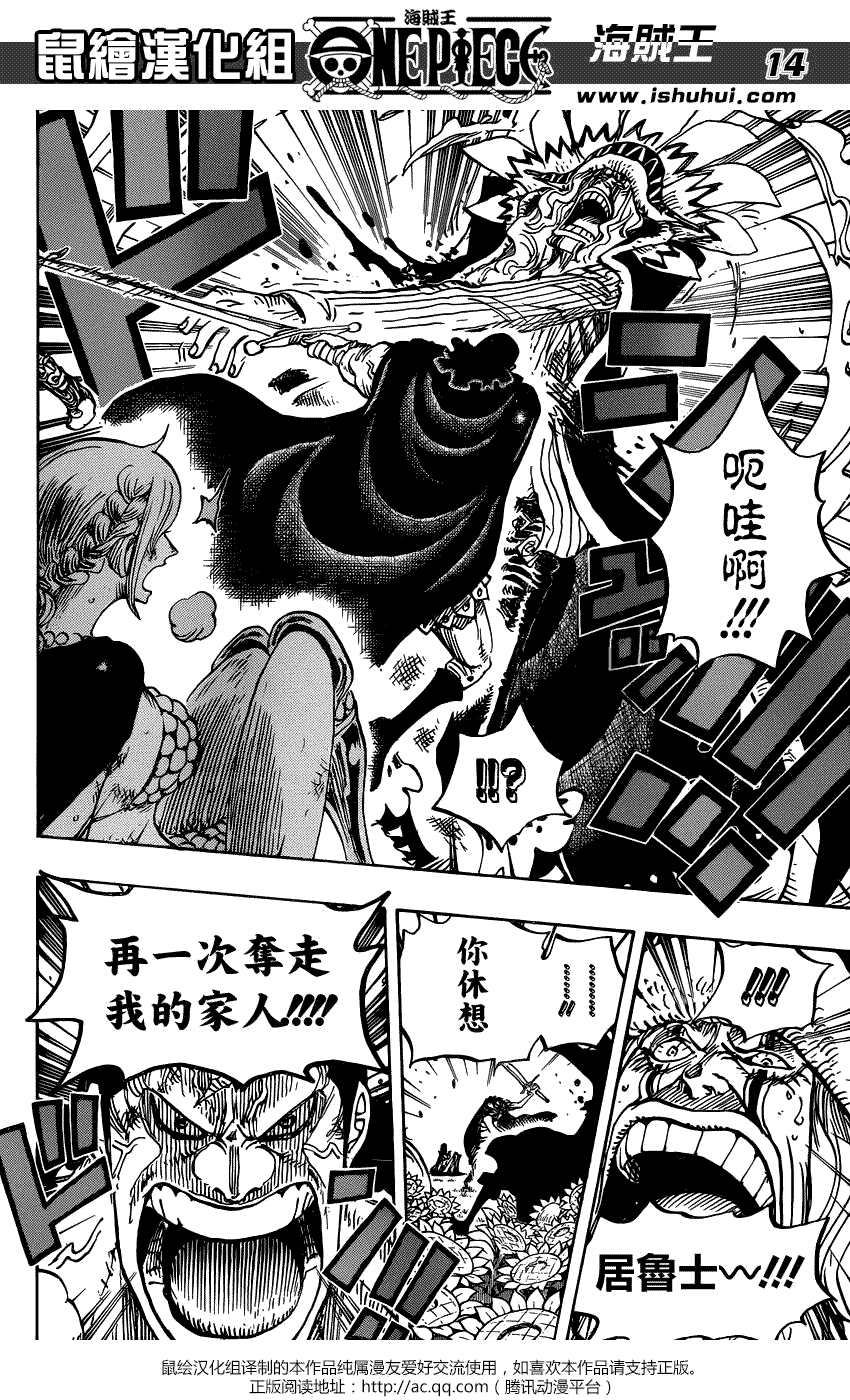 鼠繪漢化組
海賊王
ONE PIECE
海賊王
14
www.ishuhui.com
呃哇啊!!!
!!?
!!!
居魯士~!!!
你休想
再一次奪走
我的家人!!!!
鼠绘汉化组译制的本作品纯属漫友爱好交流使用，如喜欢本作品请支持正版。
正版阅读地址：http://ac.qq.com（腾讯动漫平台）